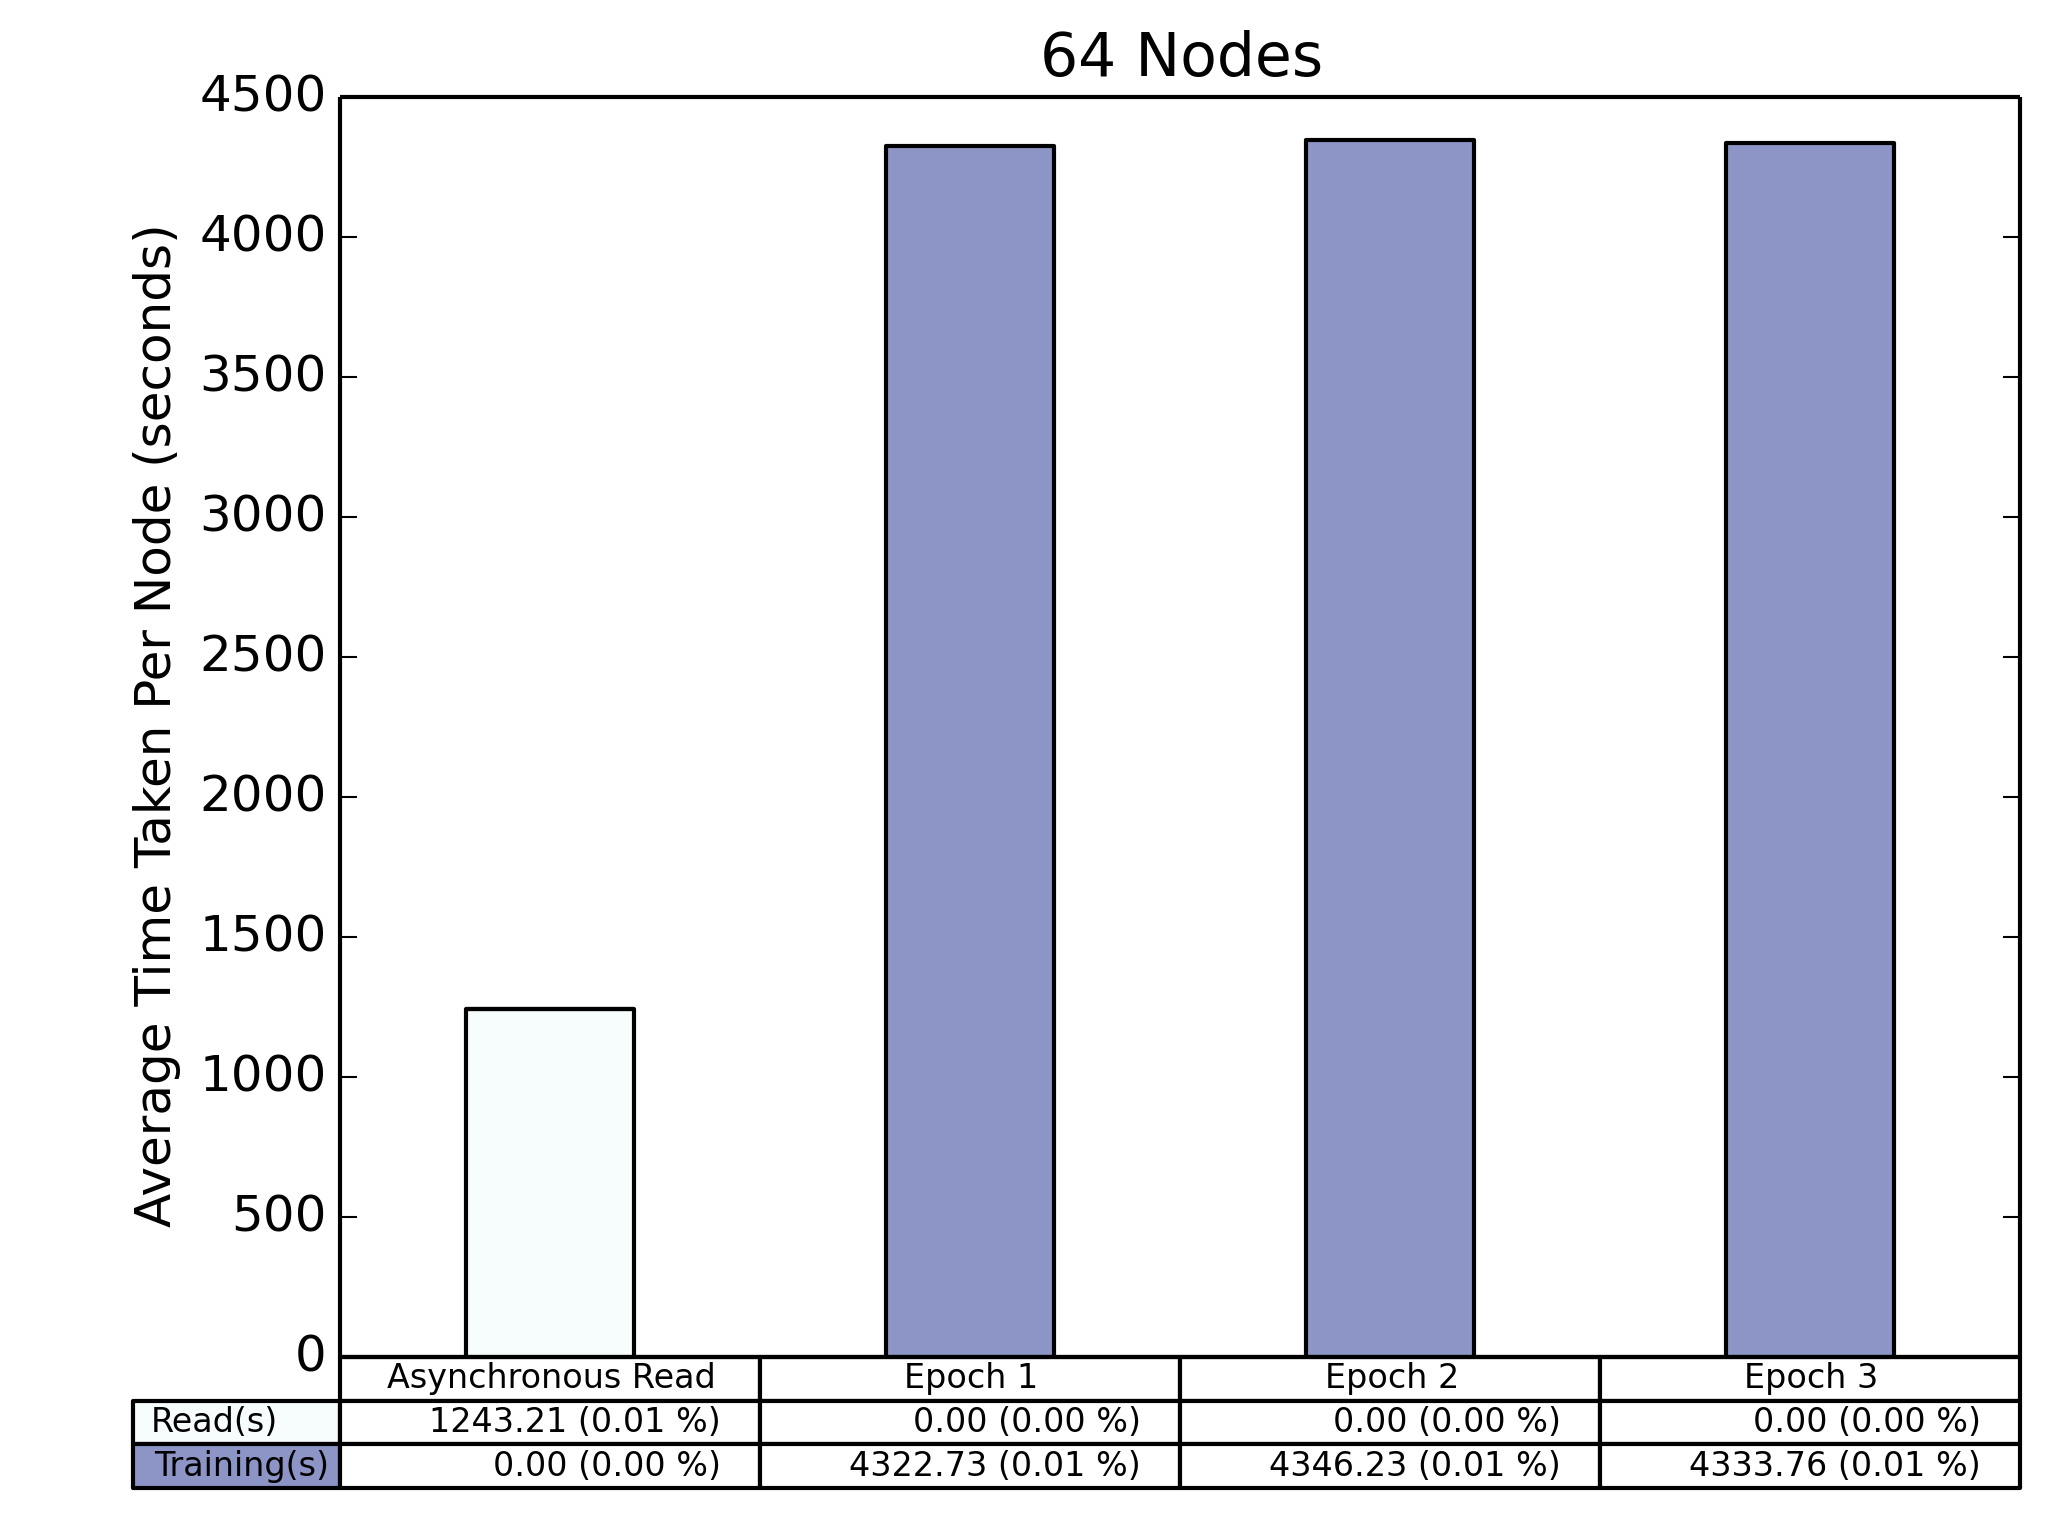 64 Nodes
4500
4000
3500
3000
2500
2000
1500
1000
500
0
Average Time Taken Per Node (seconds)
Asynchronous Read Epoch 1 Epoch 2 Epoch 3
Read(s) 1243.21 (0.01 %) 0.00 (0.00 %) 0.00 (0.00 %) 0.00 (0.00 %)
Training(s) 0.00 (0.00 %) 4322.73 (0.01 %) 4346.23 (0.01 %) 4333.76 (0.01 %)